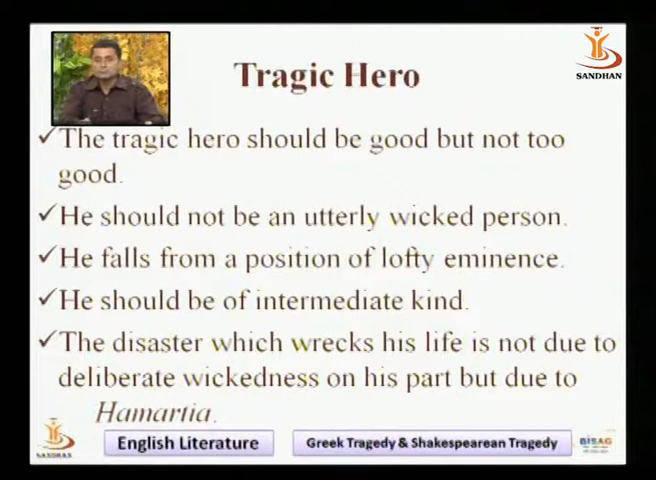 Tragic Hero
SANDHAN
✓The tragic hero should be good but not too
good.
✓He should not be an utterly wicked person.
✓He falls from a position of lofty eminence.
✓He should be of intermediate kind.
✓The disaster which wrecks his life is not due to
deliberate wickedness on his part but due to
Hamartia.
SANDHAN
English Literature
Greek Tragedy & Shakespearean Tragedy
BISAG